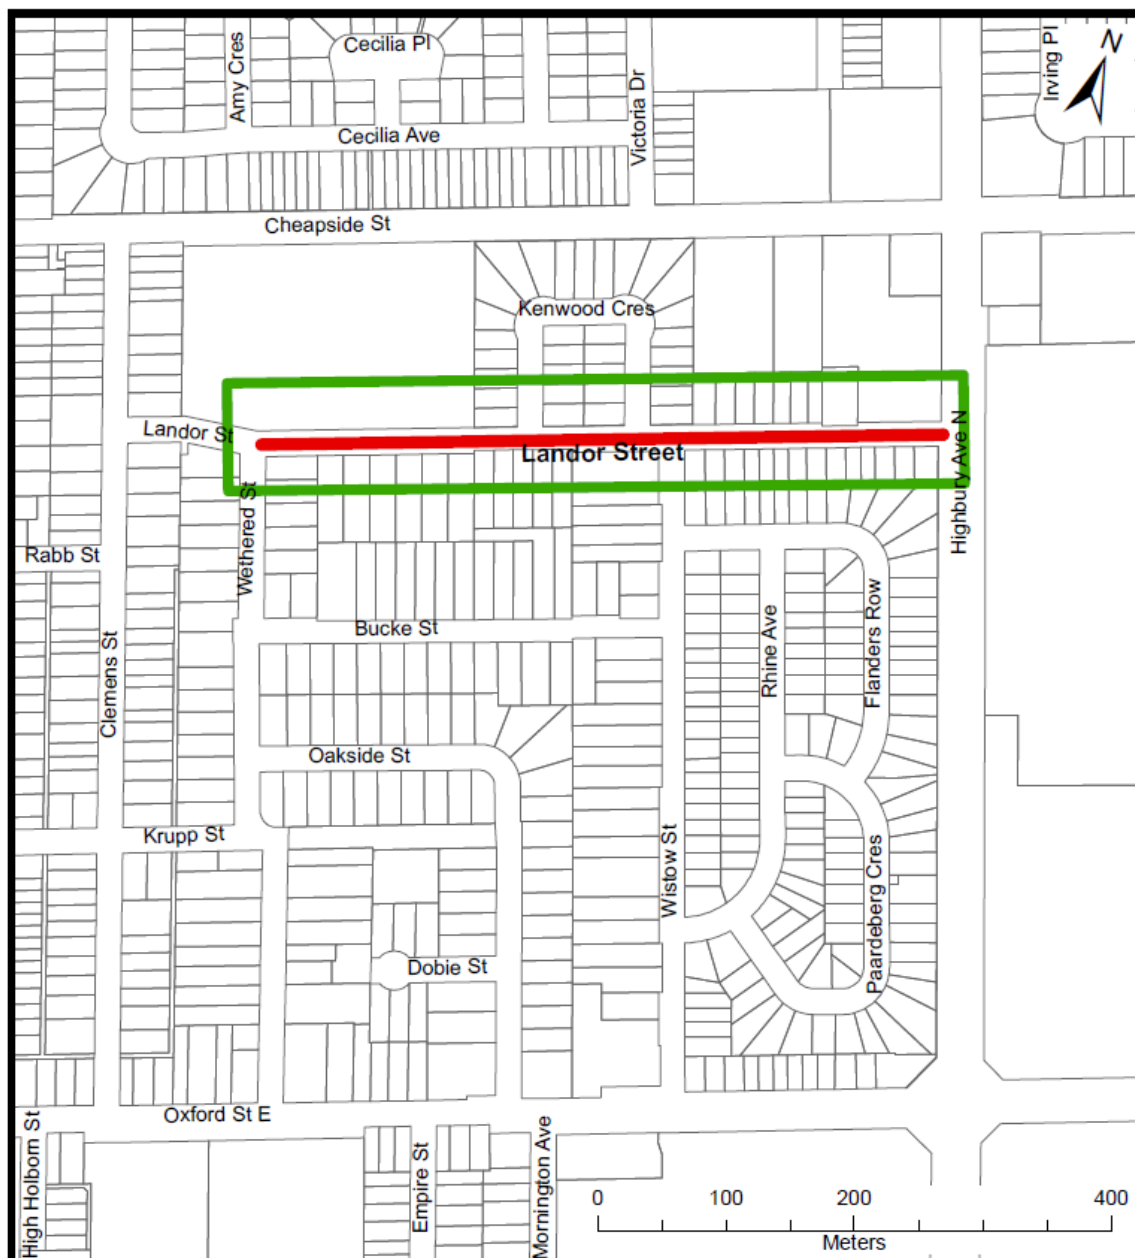 Cecilia Pl
Amy Cres
Irving Pl
N
Victoria Dr
Cecilia Ave
Cheapside St
Kenwood Cres
Landor St
Landor Street
Highbury Ave N
Wethered St
Rabb St
Bucke St
Clemens St
Rhine Ave
Flanders Row
Oakside St
Krupp St
Wistow St
Paardeberg Cres
Dobie St
Oxford St E
High Holborn St
Empire St
Mornington Ave
0 100 200 400
Meters